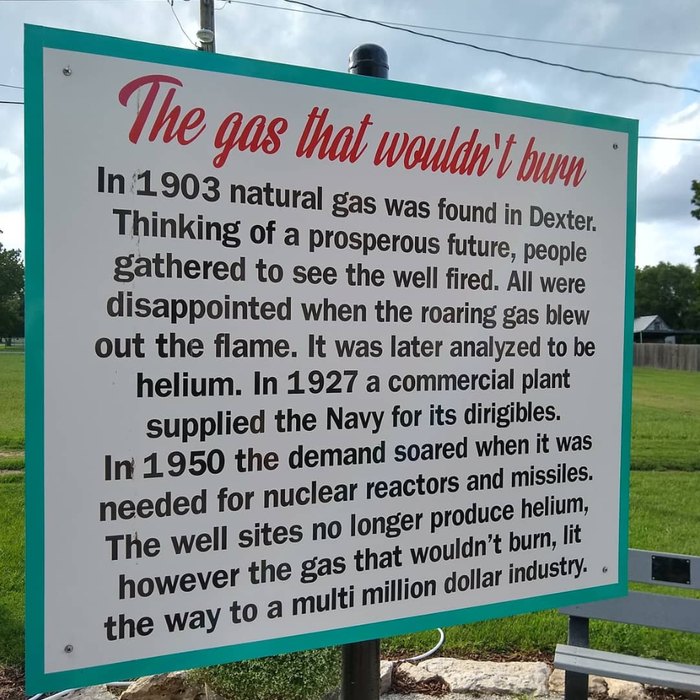 The gas that wouldn't burn
In 1903 natural gas was found in Dexter.
Thinking of a prosperous future, people
gathered to see the well fired. All were
disappointed when the roaring gas blew
out the flame. It was later analyzed to be
helium. In 1927 a commercial plant
supplied the Navy for its dirigibles.
In 1950 the demand soared when it was
needed for nuclear reactors and missiles.
The well sites no longer produce helium,
however the gas that wouldn't burn, lit
the way to a multi million dollar industry.